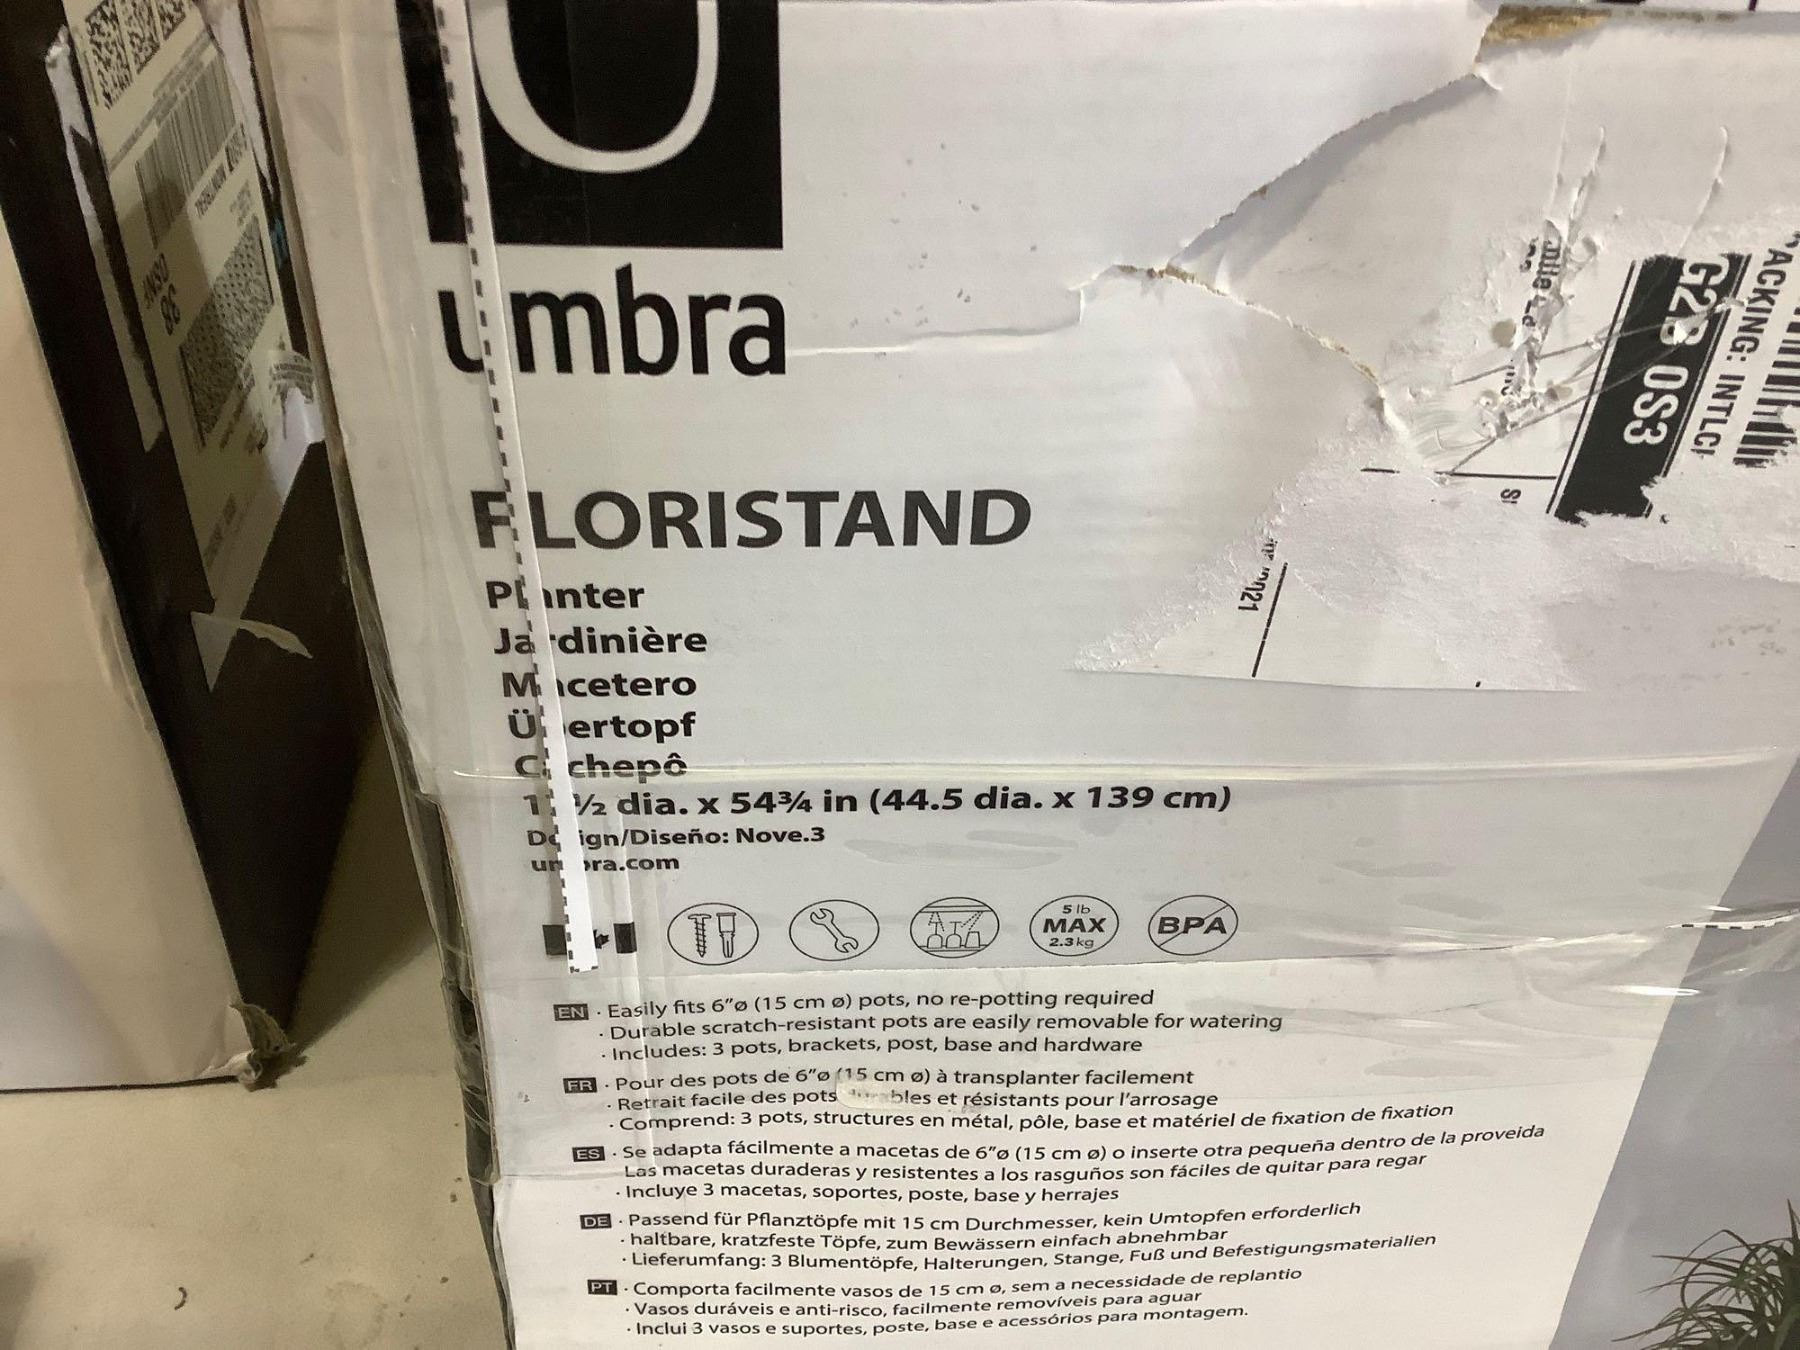 umbra
FLORISTAND
Planter
Jardinière
Macetero
Übertopf
Cachepô
17½ dia. x 54¾ in (44.5 dia. x 139 cm)
Design/Diseño: Nove.3
umbra.com
5 lb
MAX
2.3kg
BPA
EN · Easily fits 6"ø (15 cm ø) pots, no re-potting required
· Durable scratch-resistant pots are easily removable for watering
· Includes: 3 pots, brackets, post, base and hardware
FR · Pour des pots de 6"ø (15 cm ø) à transplanter facilement
· Retrait facile des pots durables et résistants pour l'arrosage
· Comprend: 3 pots, structures en métal, pôle, base et matériel de fixation de fixation
ES · Se adapta fácilmente a macetas de 6"ø (15 cm ø) o inserte otra pequeña dentro de la proveida
Las macetas duraderas y resistentes a los rasguños son fáciles de quitar para regar
· Incluye 3 macetas, soportes, poste, base y herrajes
DE · Passend für Pflanztöpfe mit 15 cm Durchmesser, kein Umtopfen erforderlich
· haltbare, kratzfeste Töpfe, zum Bewässern einfach abnehmbar
· Lieferumfang: 3 Blumentöpfe, Halterungen, Stange, Fuß und Befestigungsmaterialien
PT · Comporta facilmente vasos de 15 cm ø, sem a necessidade de replantio
· Vasos duráveis e anti-risco, facilmente removíveis para aguar
· Inclui 3 vasos e suportes, poste, base e acessórios para montagem.
ACKING: INTLC
G2B 0S3
MONTREAL
38